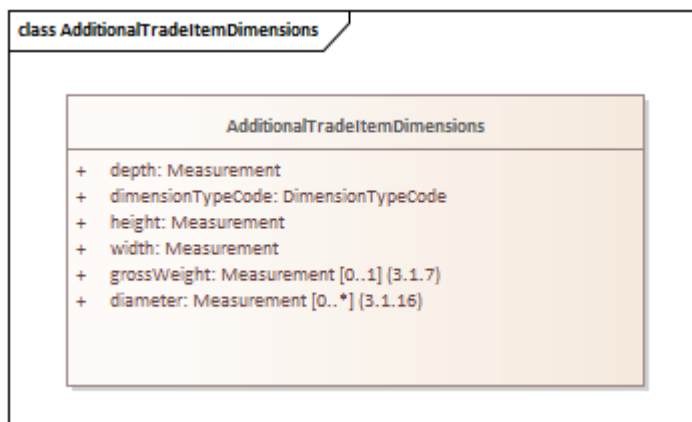 class AdditionalTradeItemDimensions
AdditionalTradeItemDimensions
+ depth: Measurement
+ dimensionTypeCode: DimensionTypeCode
+ height: Measurement
+ width: Measurement
+ grossWeight: Measurement [0..1] (3.1.7)
+ diameter: Measurement [0..*] (3.1.16)